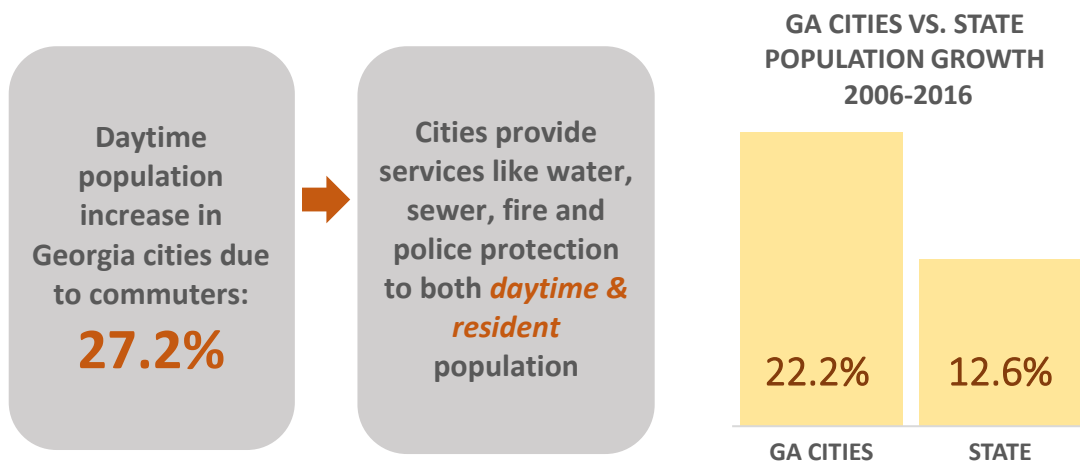 Daytime
population
increase in
Georgia cities due
to commuters:
27.2%
Cities provide
services like water,
sewer, fire and
police protection
to both daytime &
resident
population
GA CITIES VS. STATE
POPULATION GROWTH
2006-2016
22.2%
12.6%
GA CITIES
STATE